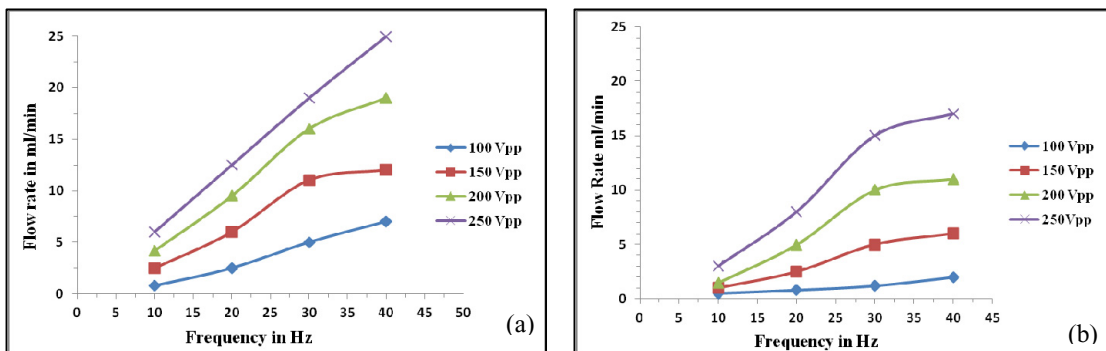 Flow rate in ml/min
25
20
15
10
5
0
0 5 10 15 20 25 30 35 40 45 50
Frequency in Hz
100 Vpp
150 Vpp
200 Vpp
250 Vpp
(a)
Flow Rate ml/min
25
20
15
10
5
0
0 5 10 15 20 25 30 35 40 45
Frequency in Hz
100 Vpp
150 Vpp
200 Vpp
250Vpp
(b)